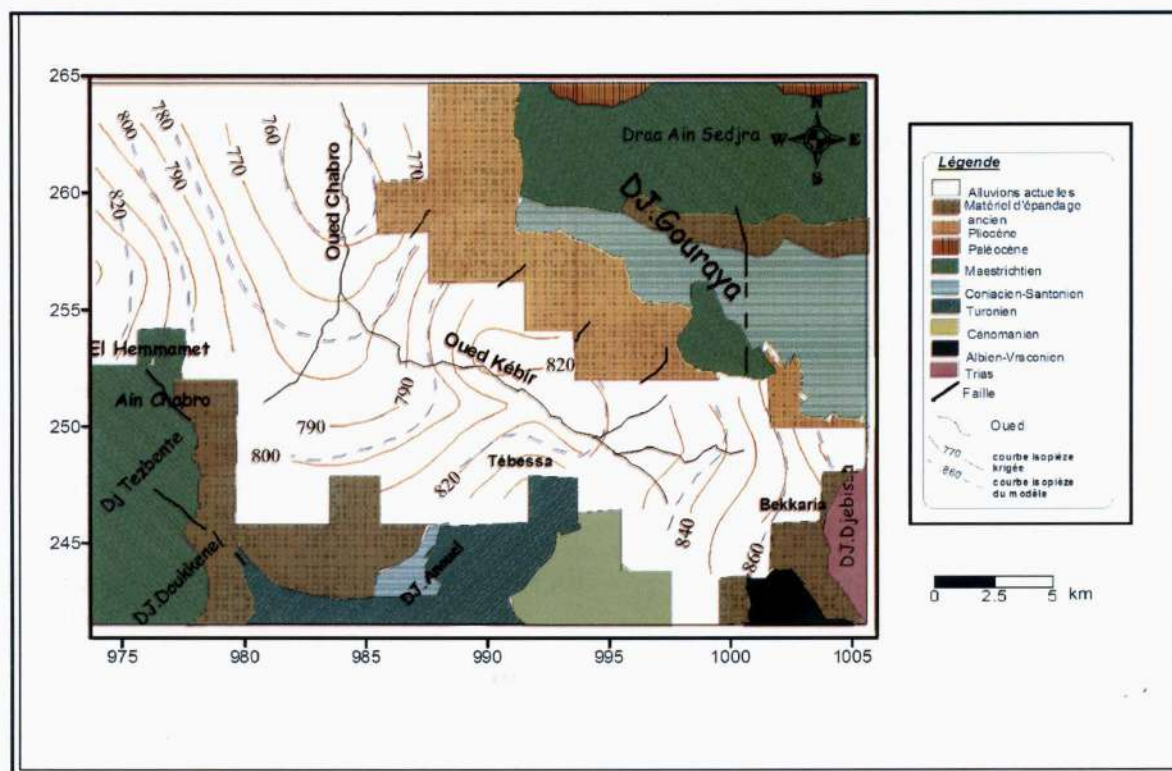 265
260
255
250
245
975
980
985
990
995
1000
1005
800
780
790
770
760
770
820
Oued Chabro
Draa Ain Sedjra
N
W
E
S
DJ.Gouraya
El Hemmamet
Ain Chabro
Dj Tezbente
DJ.Doukkenel
Oued Kébir
820
790
790
800
820
Tébessa
840
860
Bekkaria
DJ.Djebissa
Légende
Alluvions actuelles
Matériel d'épandage
ancien
Pliocène
Paléocène
Maestrichtien
Coniacien-Santonien
Turonien
Cénomanien
Albien-Vraconien
Trias
Faille
Oued
770
courbe isopièze
krigée
860
courbe isopièze
du modèle
0
2.5
5
km